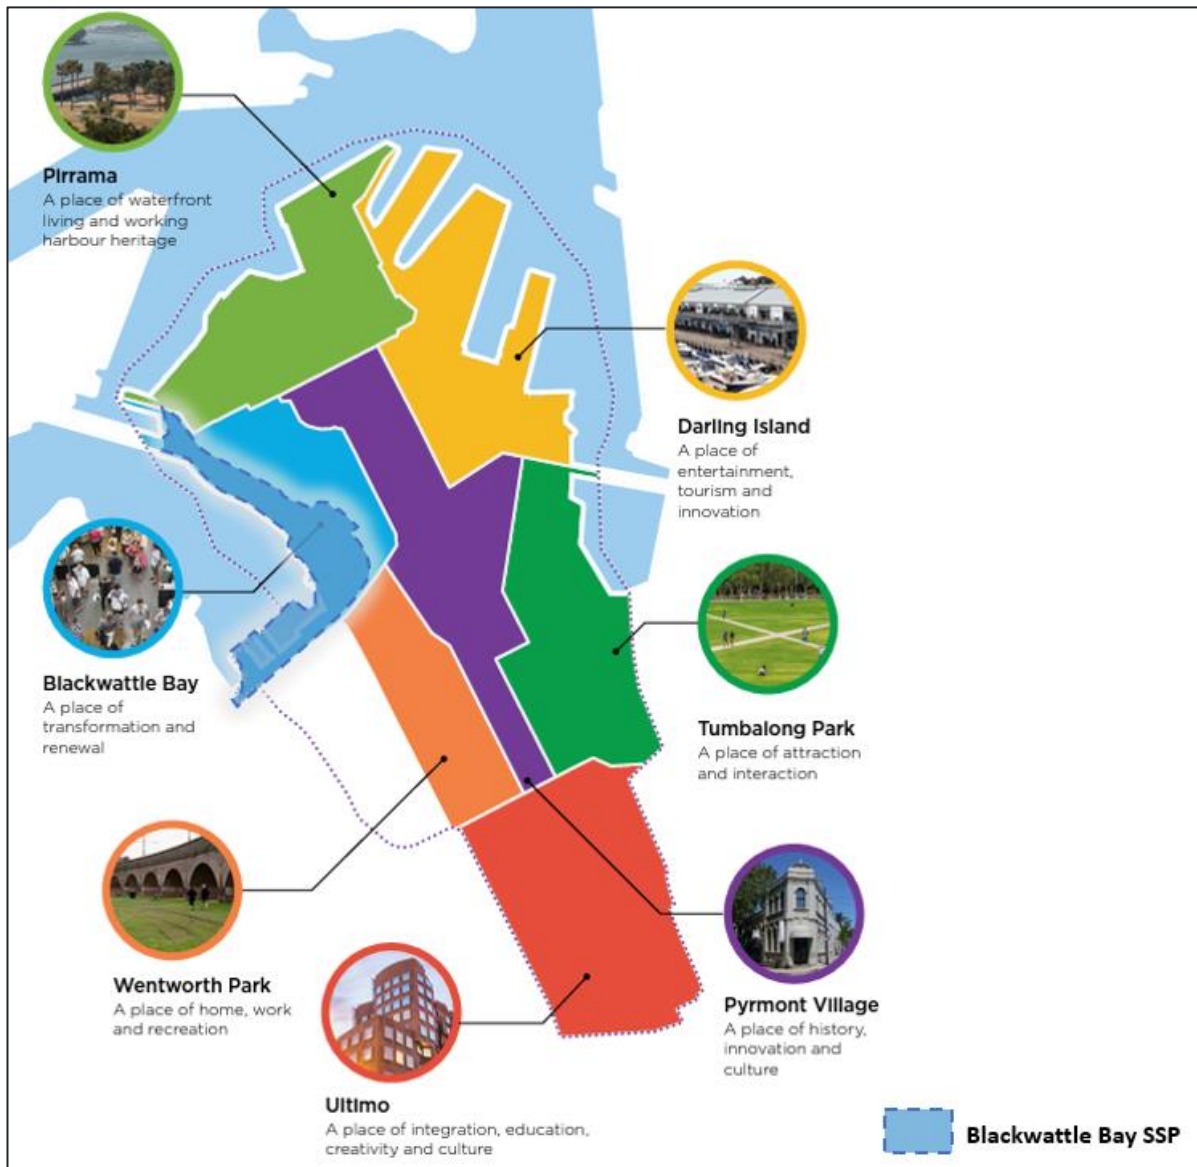 Pirrama
A place of waterfront
living and working
harbour heritage
Darling Island
A place of
entertainment,
tourism and
innovation
Blackwattle Bay
A place of
transformation and
renewal
Tumbalong Park
A place of attraction
and interaction
Wentworth Park
A place of home, work
and recreation
Pyrmont Village
A place of history,
innovation and
culture
Ultimo
A place of integration, education,
creativity and culture
Blackwattle Bay SSP